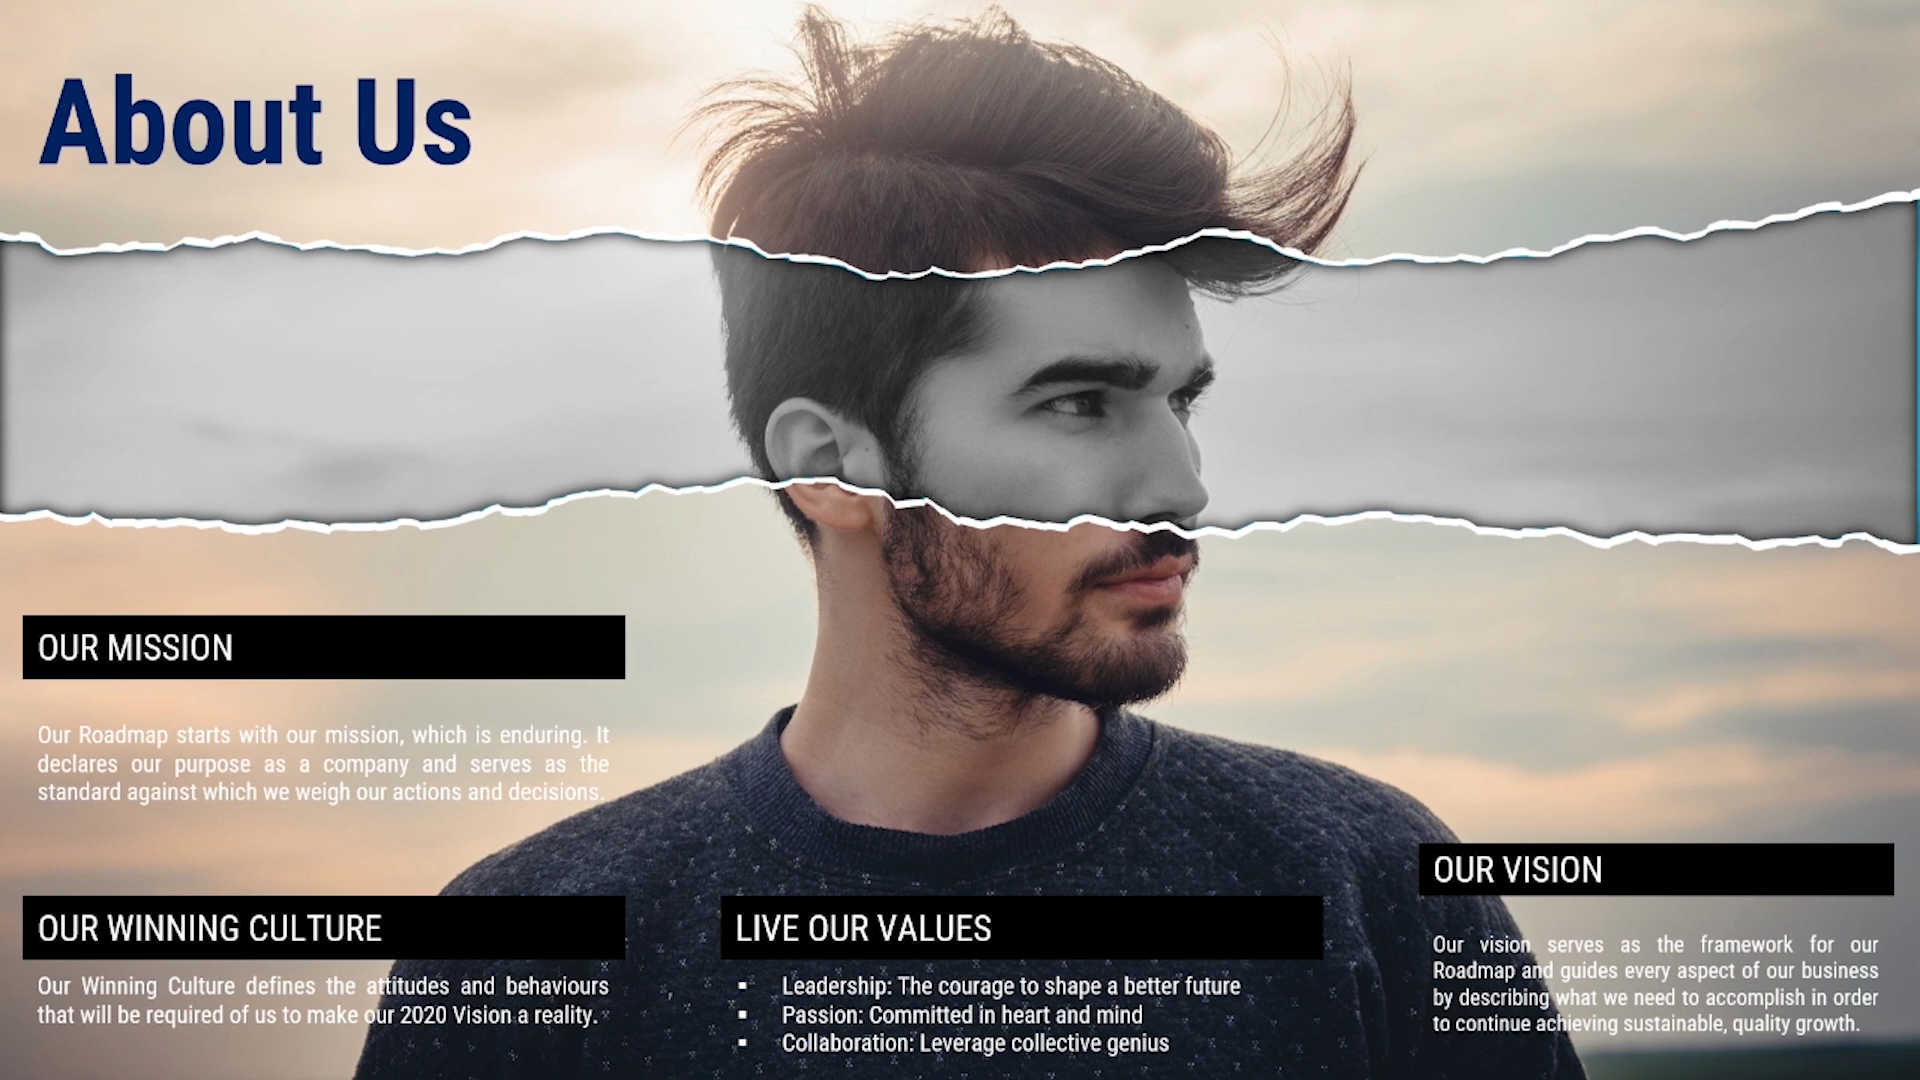 About Us
OUR MISSION
Our Roadmap starts with our mission, which is enduring. It
declares our purpose as a company and serves as the
standard against which we weigh our actions and decisions.
OUR WINNING CULTURE
Our Winning Culture defines the attitudes and behaviours
that will be required of us to make our 2020 Vision a reality.
LIVE OUR VALUES
▪ Leadership: The courage to shape a better future
▪ Passion: Committed in heart and mind
▪ Collaboration: Leverage collective genius
OUR VISION
Our vision serves as the framework for our
Roadmap and guides every aspect of our business
by describing what we need to accomplish in order
to continue achieving sustainable, quality growth.